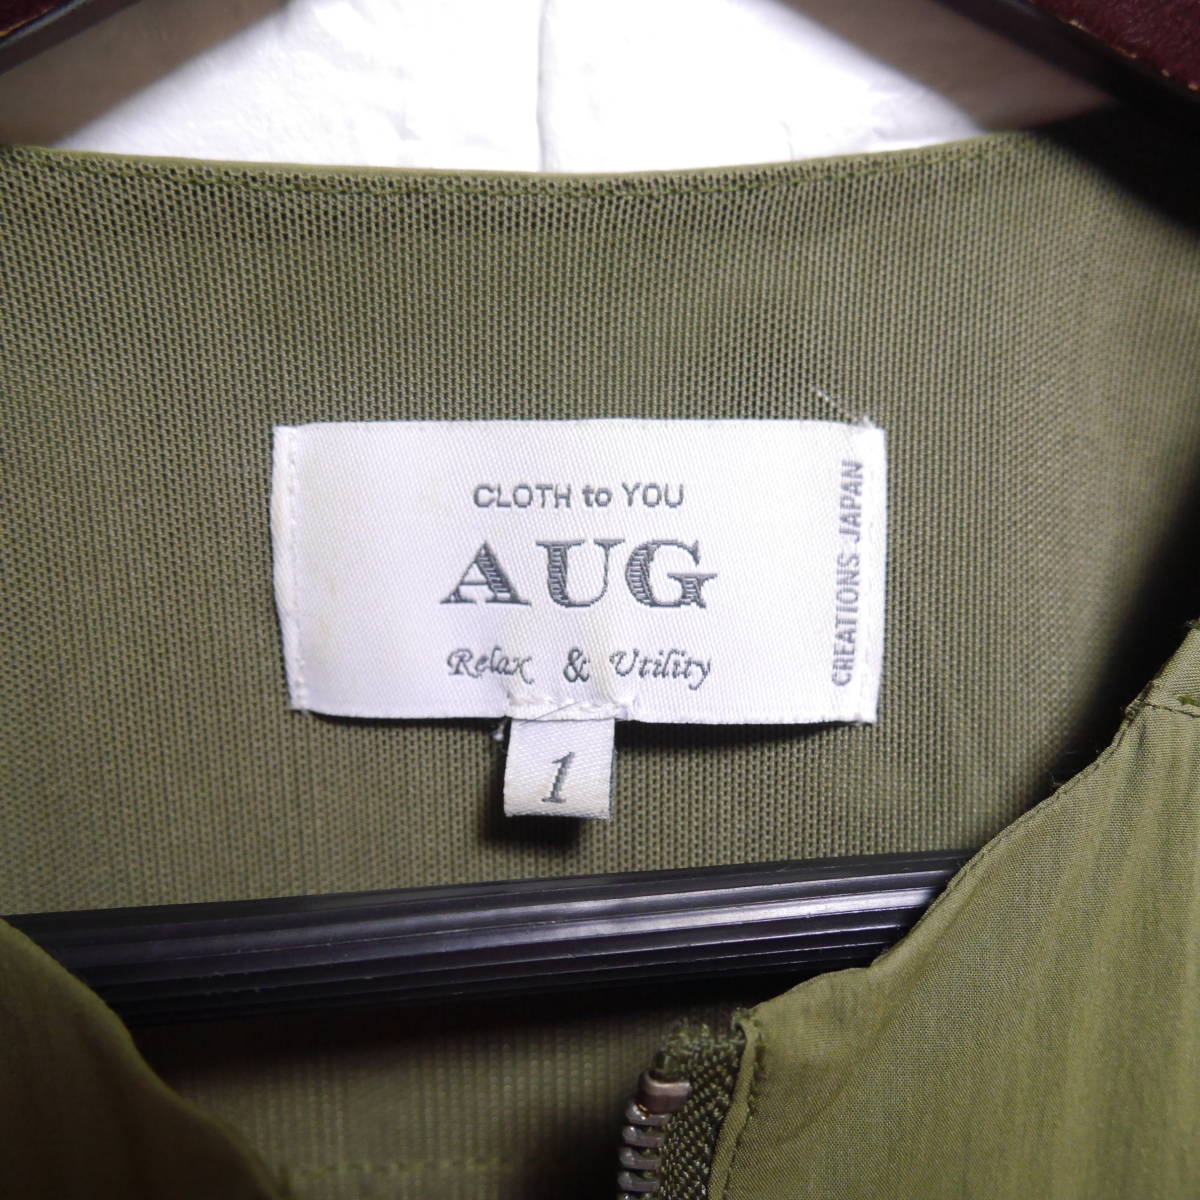 CLOTH to YOU
AUG
Relax & Utility
CREATIONS JAPAN
1